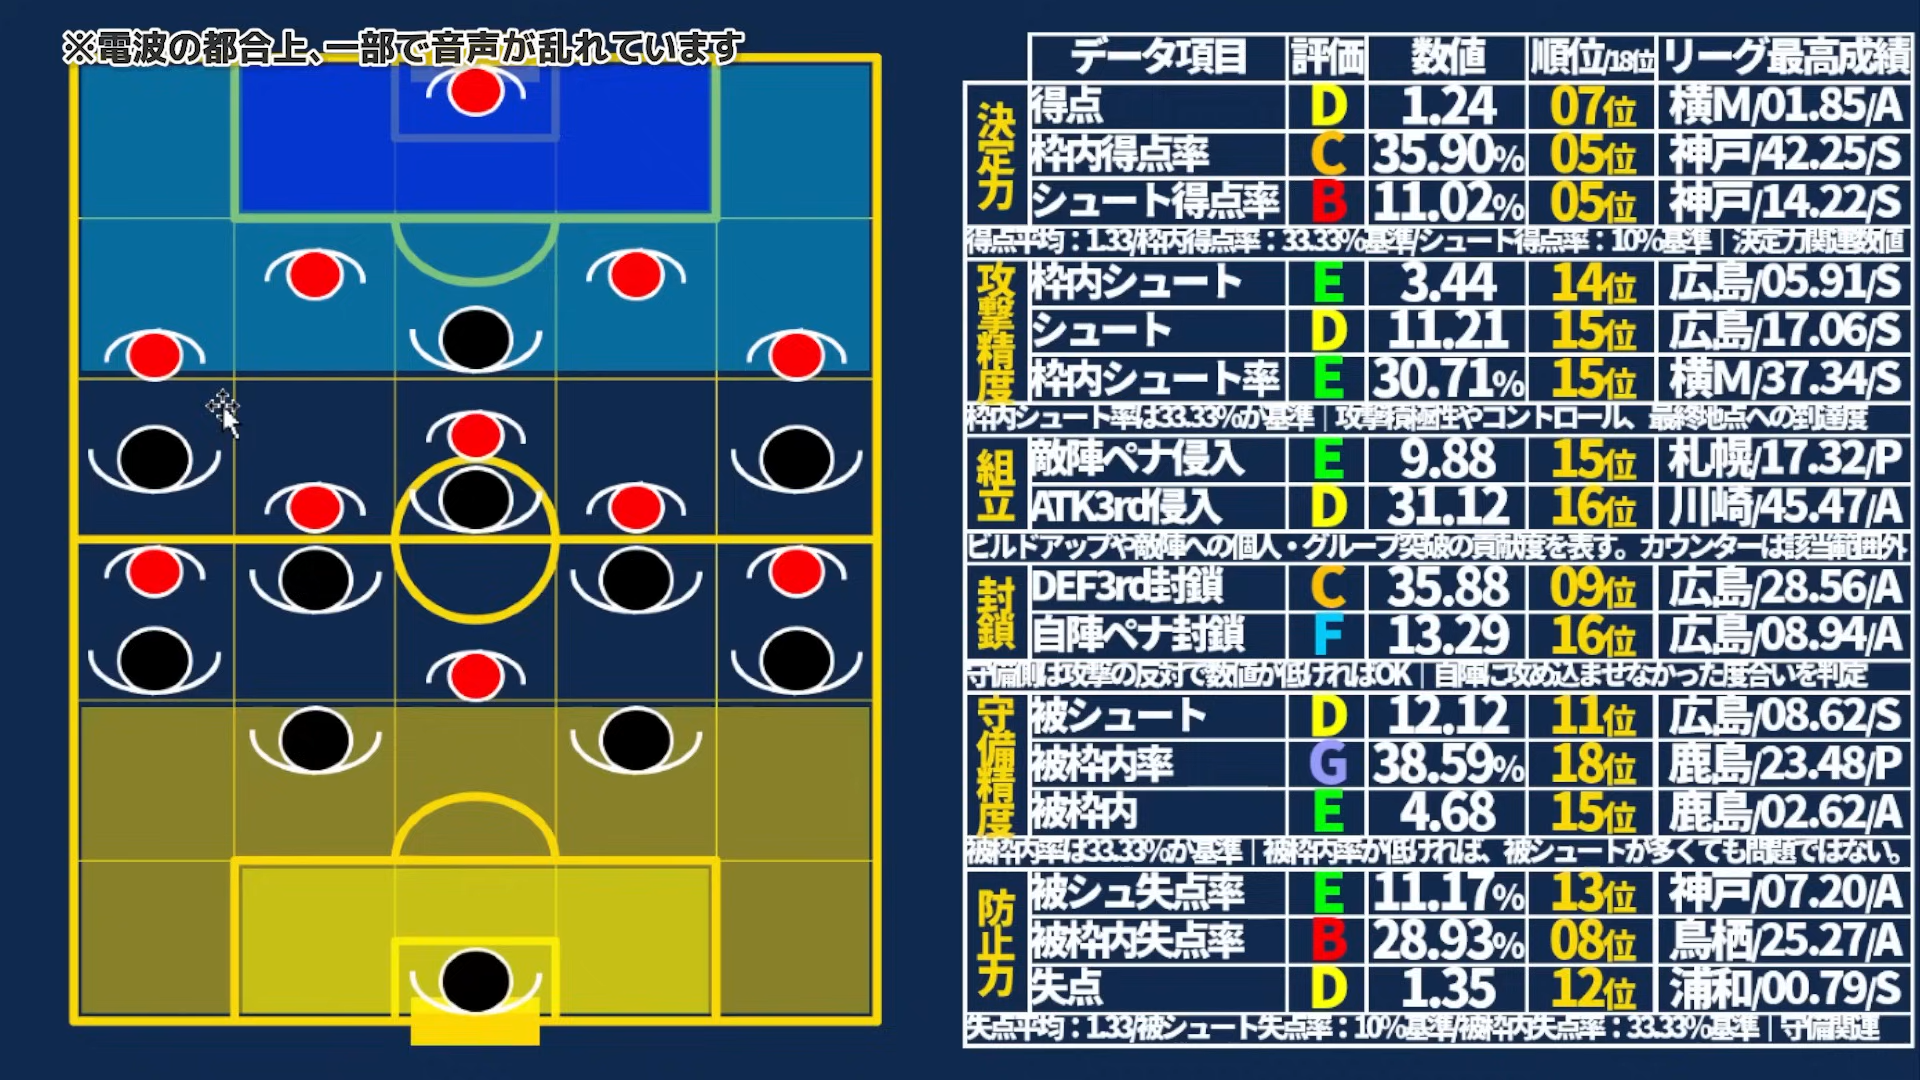 ※電波の都合上、一部で音声が乱れています
データ項目 評価 数値 順位/18位 リーグ最高成績
決定力
得点 D 1.24 07位 横M/01.85/A
枠内得点率 C 35.90% 05位 神戸/42.25/S
シュート得点率 B 11.02% 05位 神戸/14.22/S
得点平均：1.33/枠内得点率：33.33%基準/シュート得点率：10%基準｜決定力関連数値
攻撃精度
枠内シュート E 3.44 14位 広島/05.91/S
シュート D 11.21 15位 広島/17.06/S
枠内シュート率 E 30.71% 15位 横M/37.34/S
枠内シュート率は33.33%が基準｜攻撃積極性やコントロール、最終地点への到達度
組立
敵陣ペナ侵入 E 9.88 15位 札幌/17.32/P
ATK3rd侵入 D 31.12 16位 川崎/45.47/A
ビルドアップや敵陣への個人・グループ突破の貢献度を表す。カウンターは該当範囲外
封鎖
DEF3rd封鎖 C 35.88 09位 広島/28.56/A
自陣ペナ封鎖 F 13.29 16位 広島/08.94/A
守備側は攻撃の反対で数値が低ければOK｜自陣に攻め込ませなかった度合いを判定
守備精度
被シュート D 12.12 11位 広島/08.62/S
被枠内率 G 38.59% 18位 鹿島/23.48/P
被枠内 E 4.68 15位 鹿島/02.62/A
被枠内率は33.33%が基準｜被枠内率が低ければ、被シュートが多くても問題ではない。
防止力
被シュ失点率 E 11.17% 13位 神戸/07.20/A
被枠内失点率 B 28.93% 08位 鳥栖/25.27/A
失点 D 1.35 12位 浦和/00.79/S
失点平均：1.33/被シュート失点率：10%基準/被枠内失点率：33.33%基準｜守備関連